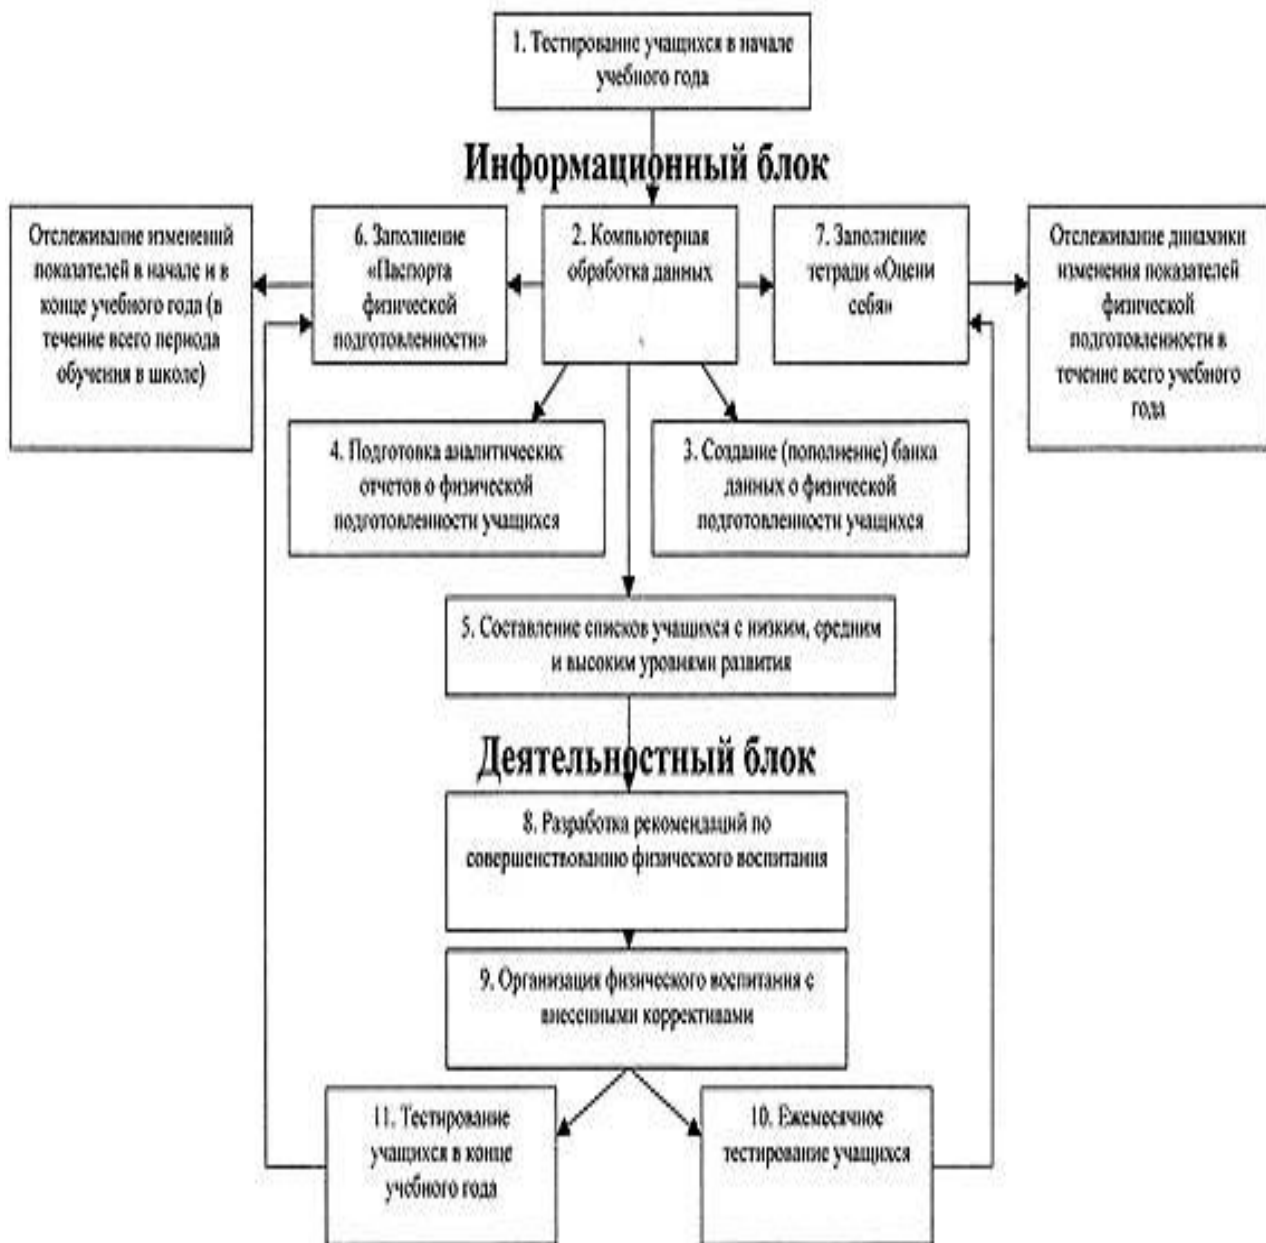 1. Тестирование учащихся в начале
учебного года
Информационный блок
Отслеживание изменений
показателей в начале и в
конце учебного года (в
течение всего периода
обучения в школе)
6. Заполнение
«Паспорта
физической
подготовленности»
2. Компьютерная
обработка данных
7. Заполнение
тетради «Оцени
себя»
Отслеживание динамики
изменения показателей
физической
подготовленности в
течение всего учебного
года
4. Подготовка аналитических
отчетов о физической
подготовленности учащихся
3. Создание (пополнение) банка
данных о физической
подготовленности учащихся
5. Составление списков учащихся с низким, средним
и высоким уровнями развития
Деятельностный блок
8. Разработка рекомендаций по
совершенствованию физического воспитания
9. Организация физического воспитания с
внесенными коррективами
11. Тестирование
учащихся в конце
учебного года
10. Ежемесячное
тестирование учащихся